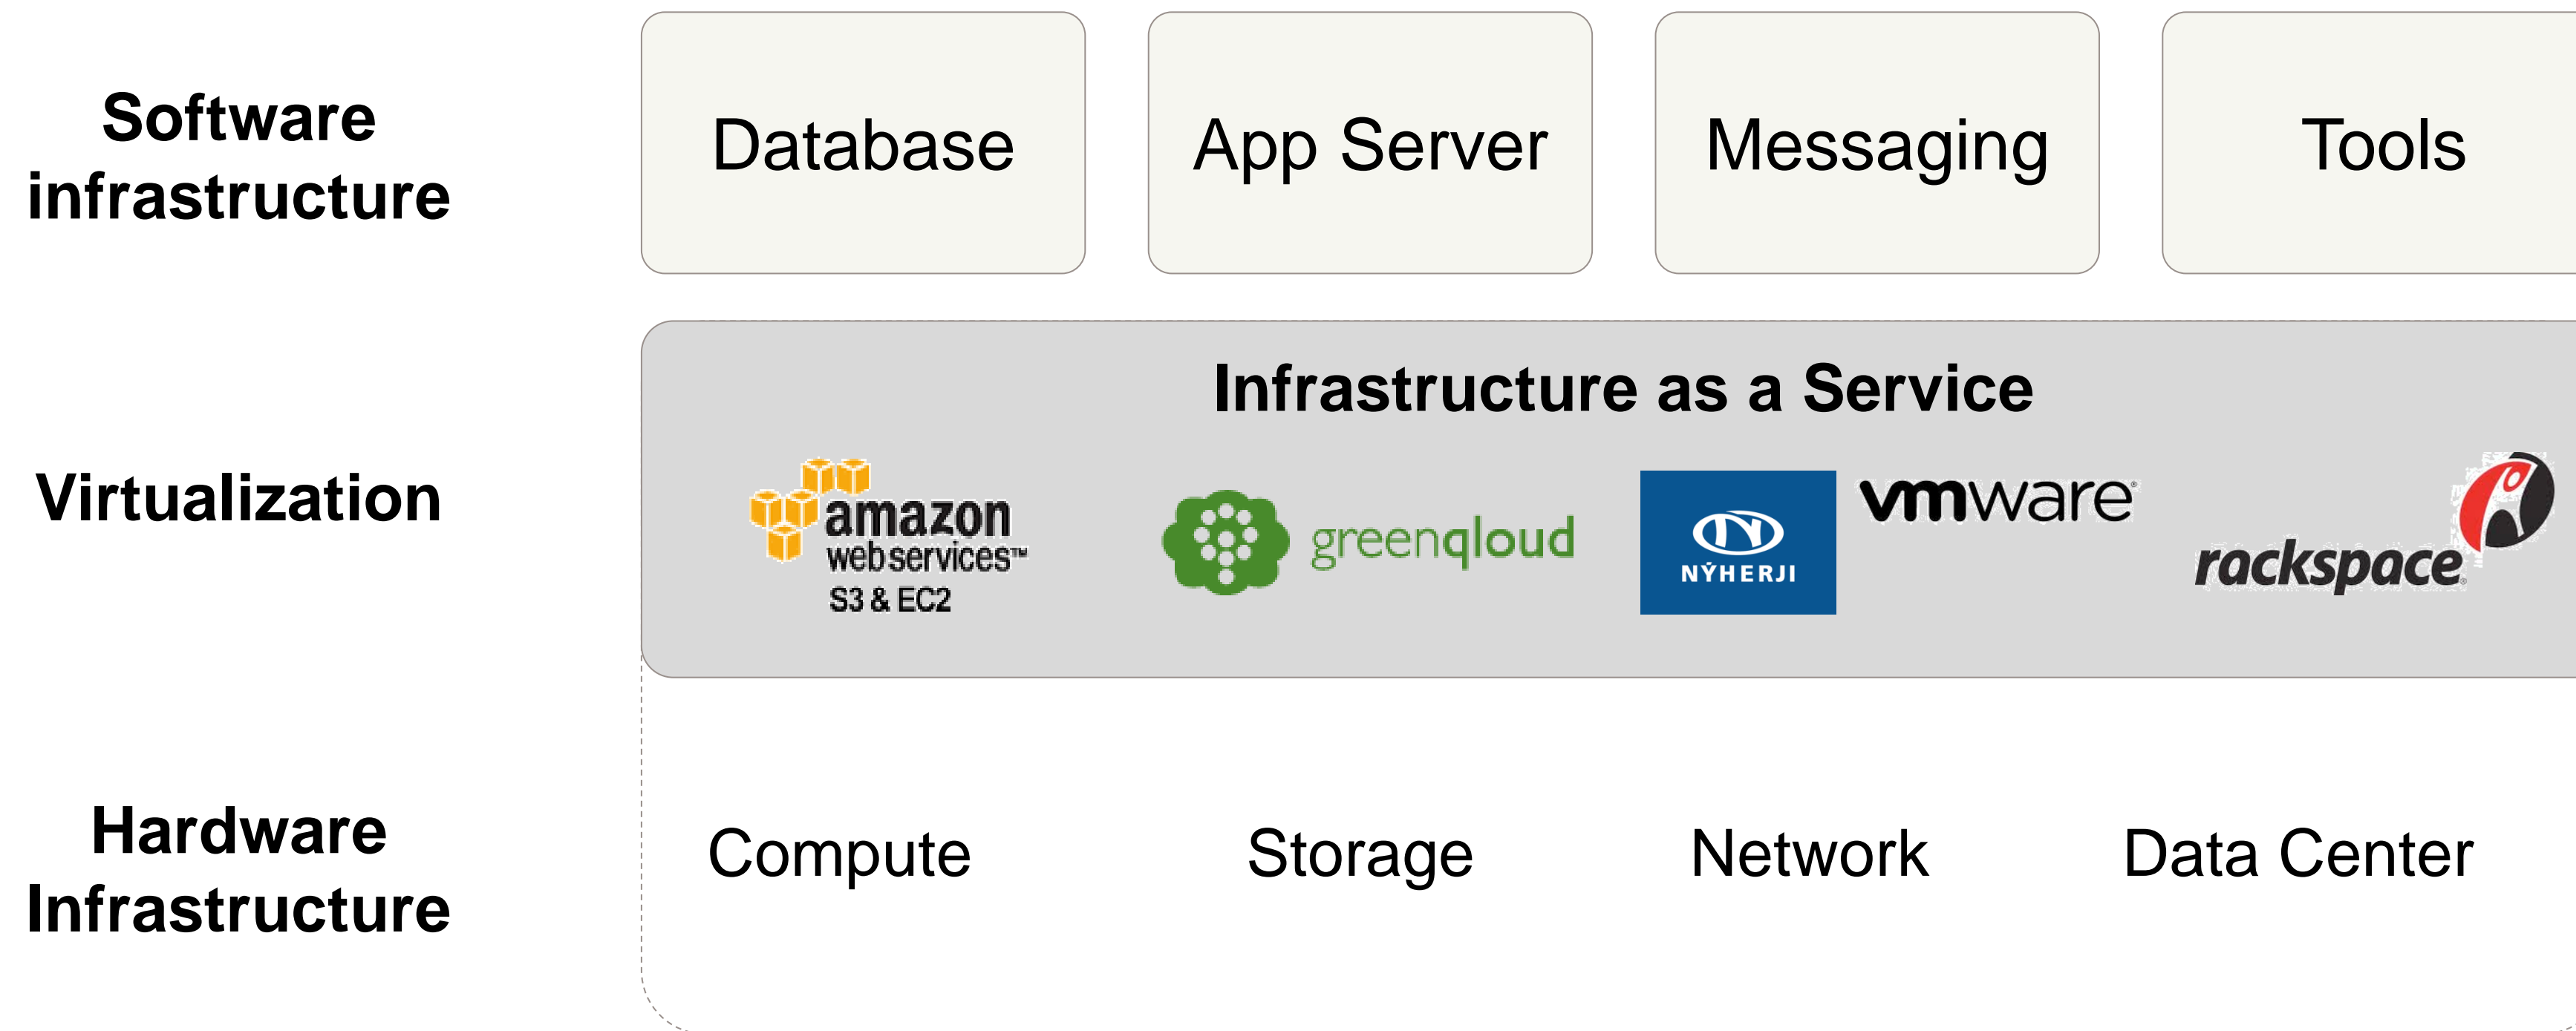 Software
infrastructure
Database
App Server
Messaging
Tools
Infrastructure as a Service
Virtualization
amazon
webservices™
S3 & EC2
greenqloud
NÝHERJI
vmware®
rackspace®
Hardware
Infrastructure
Compute
Storage
Network
Data Center